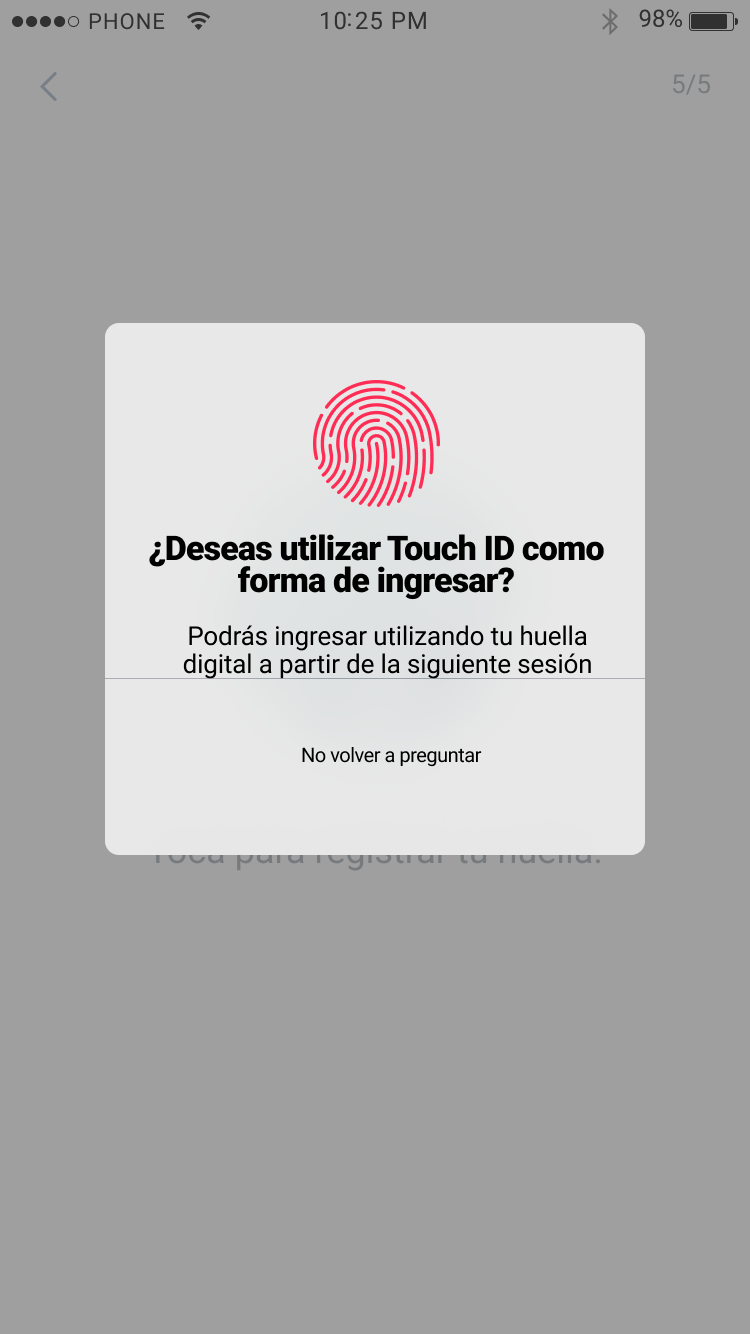 PHONE 10:25 PM 98%
5/5
¿Deseas utilizar Touch ID como
forma de ingresar?
Podrás ingresar utilizando tu huella
digital a partir de la siguiente sesión
No volver a preguntar
Toca para registrar tu huella.